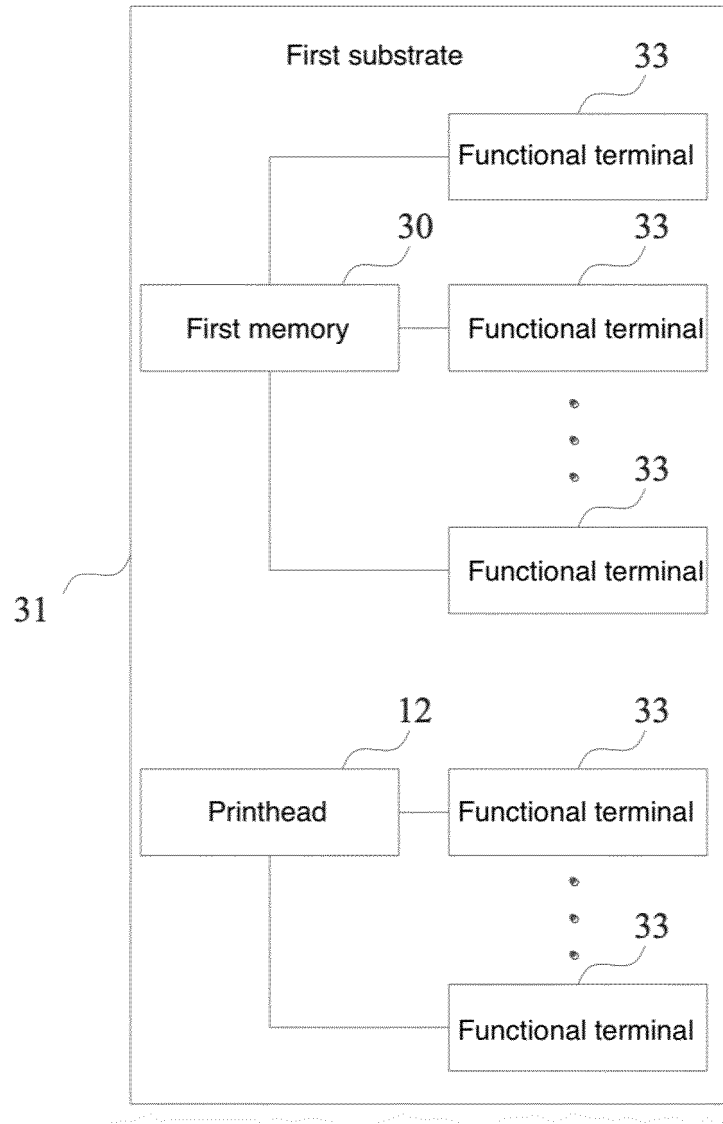 First substrate
33
Functional terminal
30
33
First memory
Functional terminal
33
Functional terminal
31
12
33
Printhead
Functional terminal
33
Functional terminal